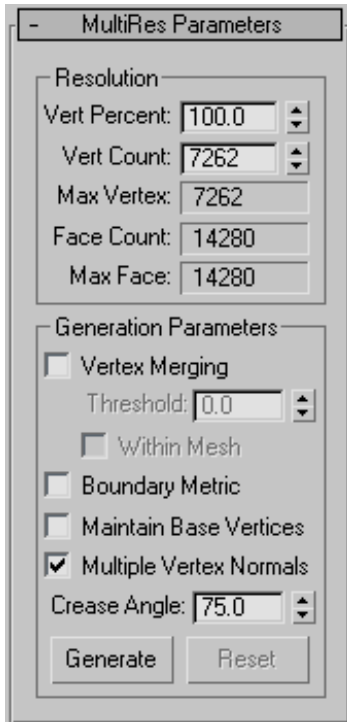 - MultiRes Parameters
Resolution
Vert Percent: 100.0
Vert Count: 7262
Max Vertex: 7262
Face Count: 14280
Max Face: 14280
Generation Parameters
Vertex Merging
Threshold: 0.0
Within Mesh
Boundary Metric
Maintain Base Vertices
Multiple Vertex Normals
Crease Angle: 75.0
Generate Reset